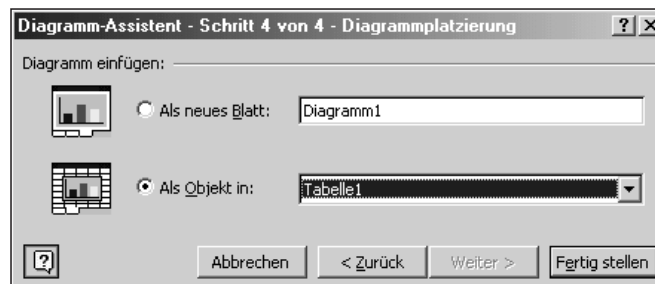 Diagramm-Assistent - Schritt 4 von 4 - Diagrammplatzierung
Diagramm einfügen:
Als neues Blatt: Diagramm1
Als Objekt in: Tabelle1
Abbrechen < Zurück Weiter > Fertig stellen